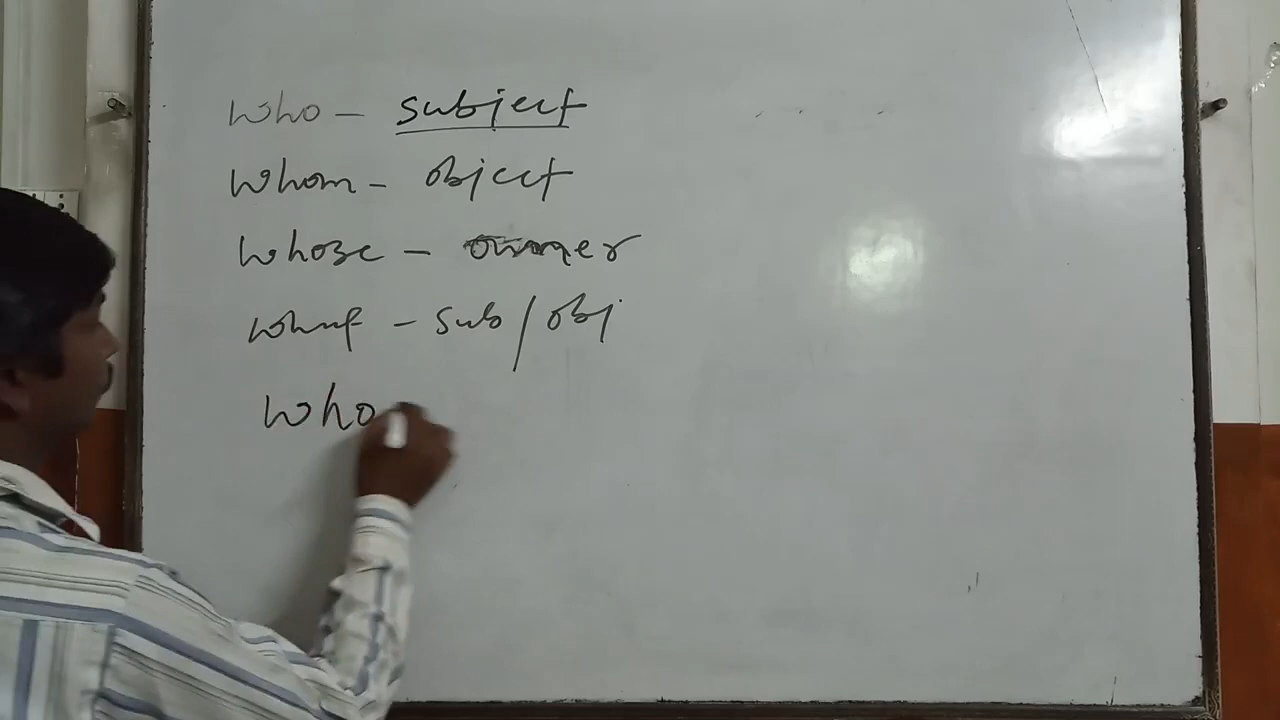 who - subject
whom - object
whose - owner
what - sub/obj
who